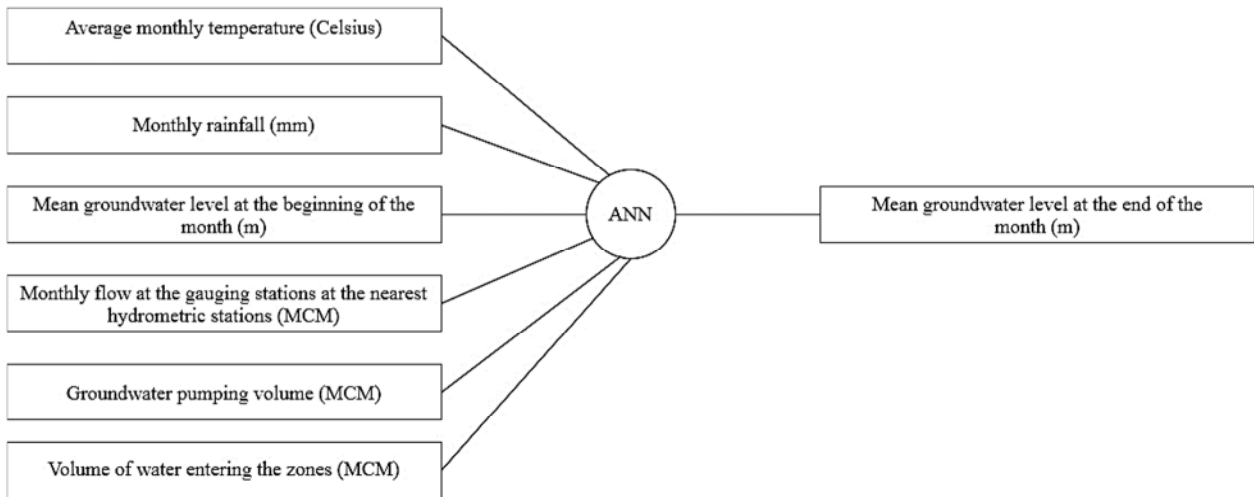 Average monthly temperature (Celsius)
Monthly rainfall (mm)
Mean groundwater level at the beginning of the
month (m)
Monthly flow at the gauging stations at the nearest
hydrometric stations (MCM)
Groundwater pumping volume (MCM)
Volume of water entering the zones (MCM)
ANN
Mean groundwater level at the end of the
month (m)